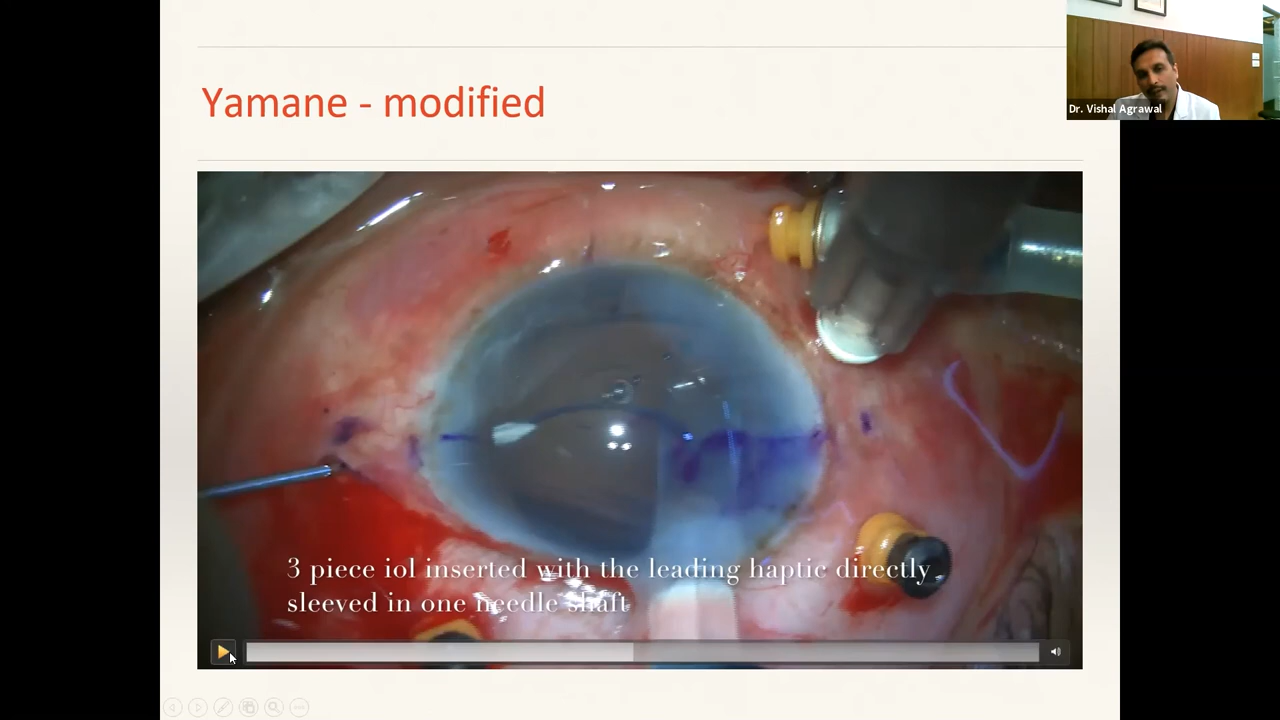 Yamane - modified
Dr. Vishal Agrawal
3 piece iol inserted with the leading haptic directly
sleeved in one needle shaft